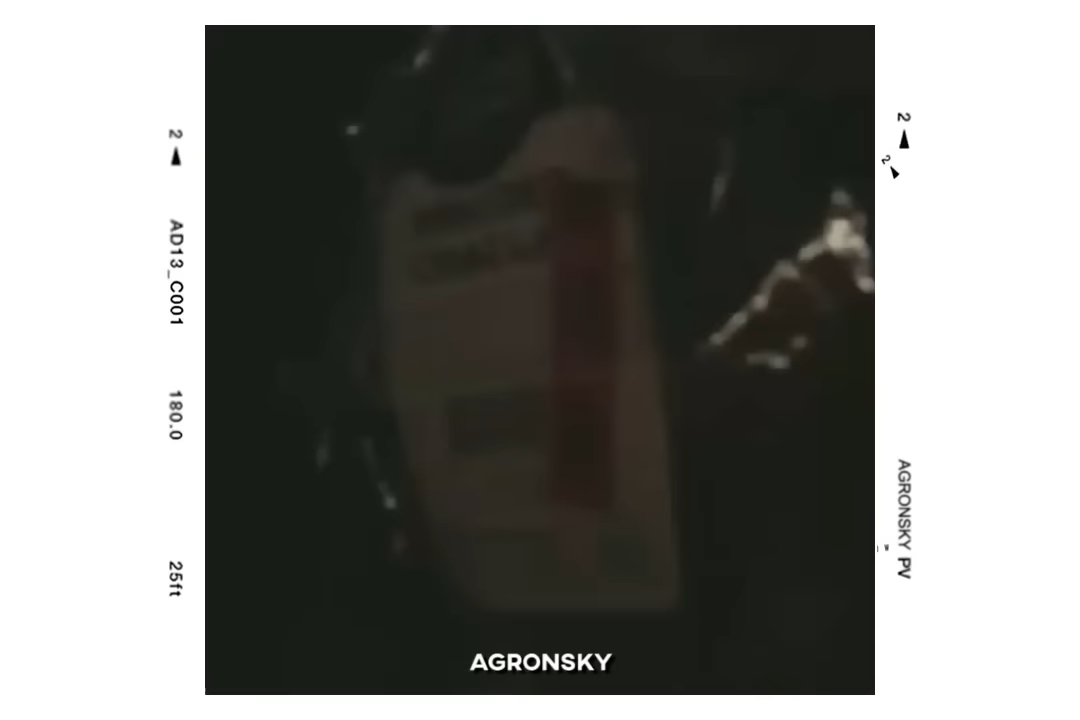 2 ◄
AD13_C001
180.0
25ft
2 ◄
2 ◄
AGRONSKY PV
AGRONSKY